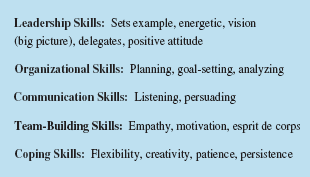 Leadership Skills: Sets example, energetic, vision
(big picture), delegates, positive attitude
Organizational Skills: Planning, goal-setting, analyzing
Communication Skills: Listening, persuading
Team-Building Skills: Empathy, motivation, esprit de corps
Coping Skills: Flexibility, creativity, patience, persistence